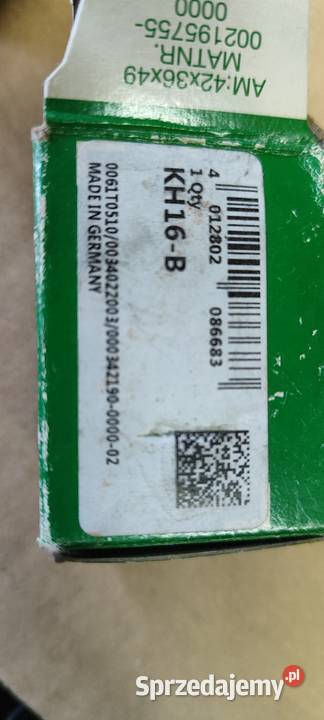 AM:42x36x49
MATNR.
002195755-
0000
4 012802 086683
1 Qty
KH16-B
0061T0510/0034022003/000342190-0000-02
MADE IN GERMANY
Sprzedajemy.pl